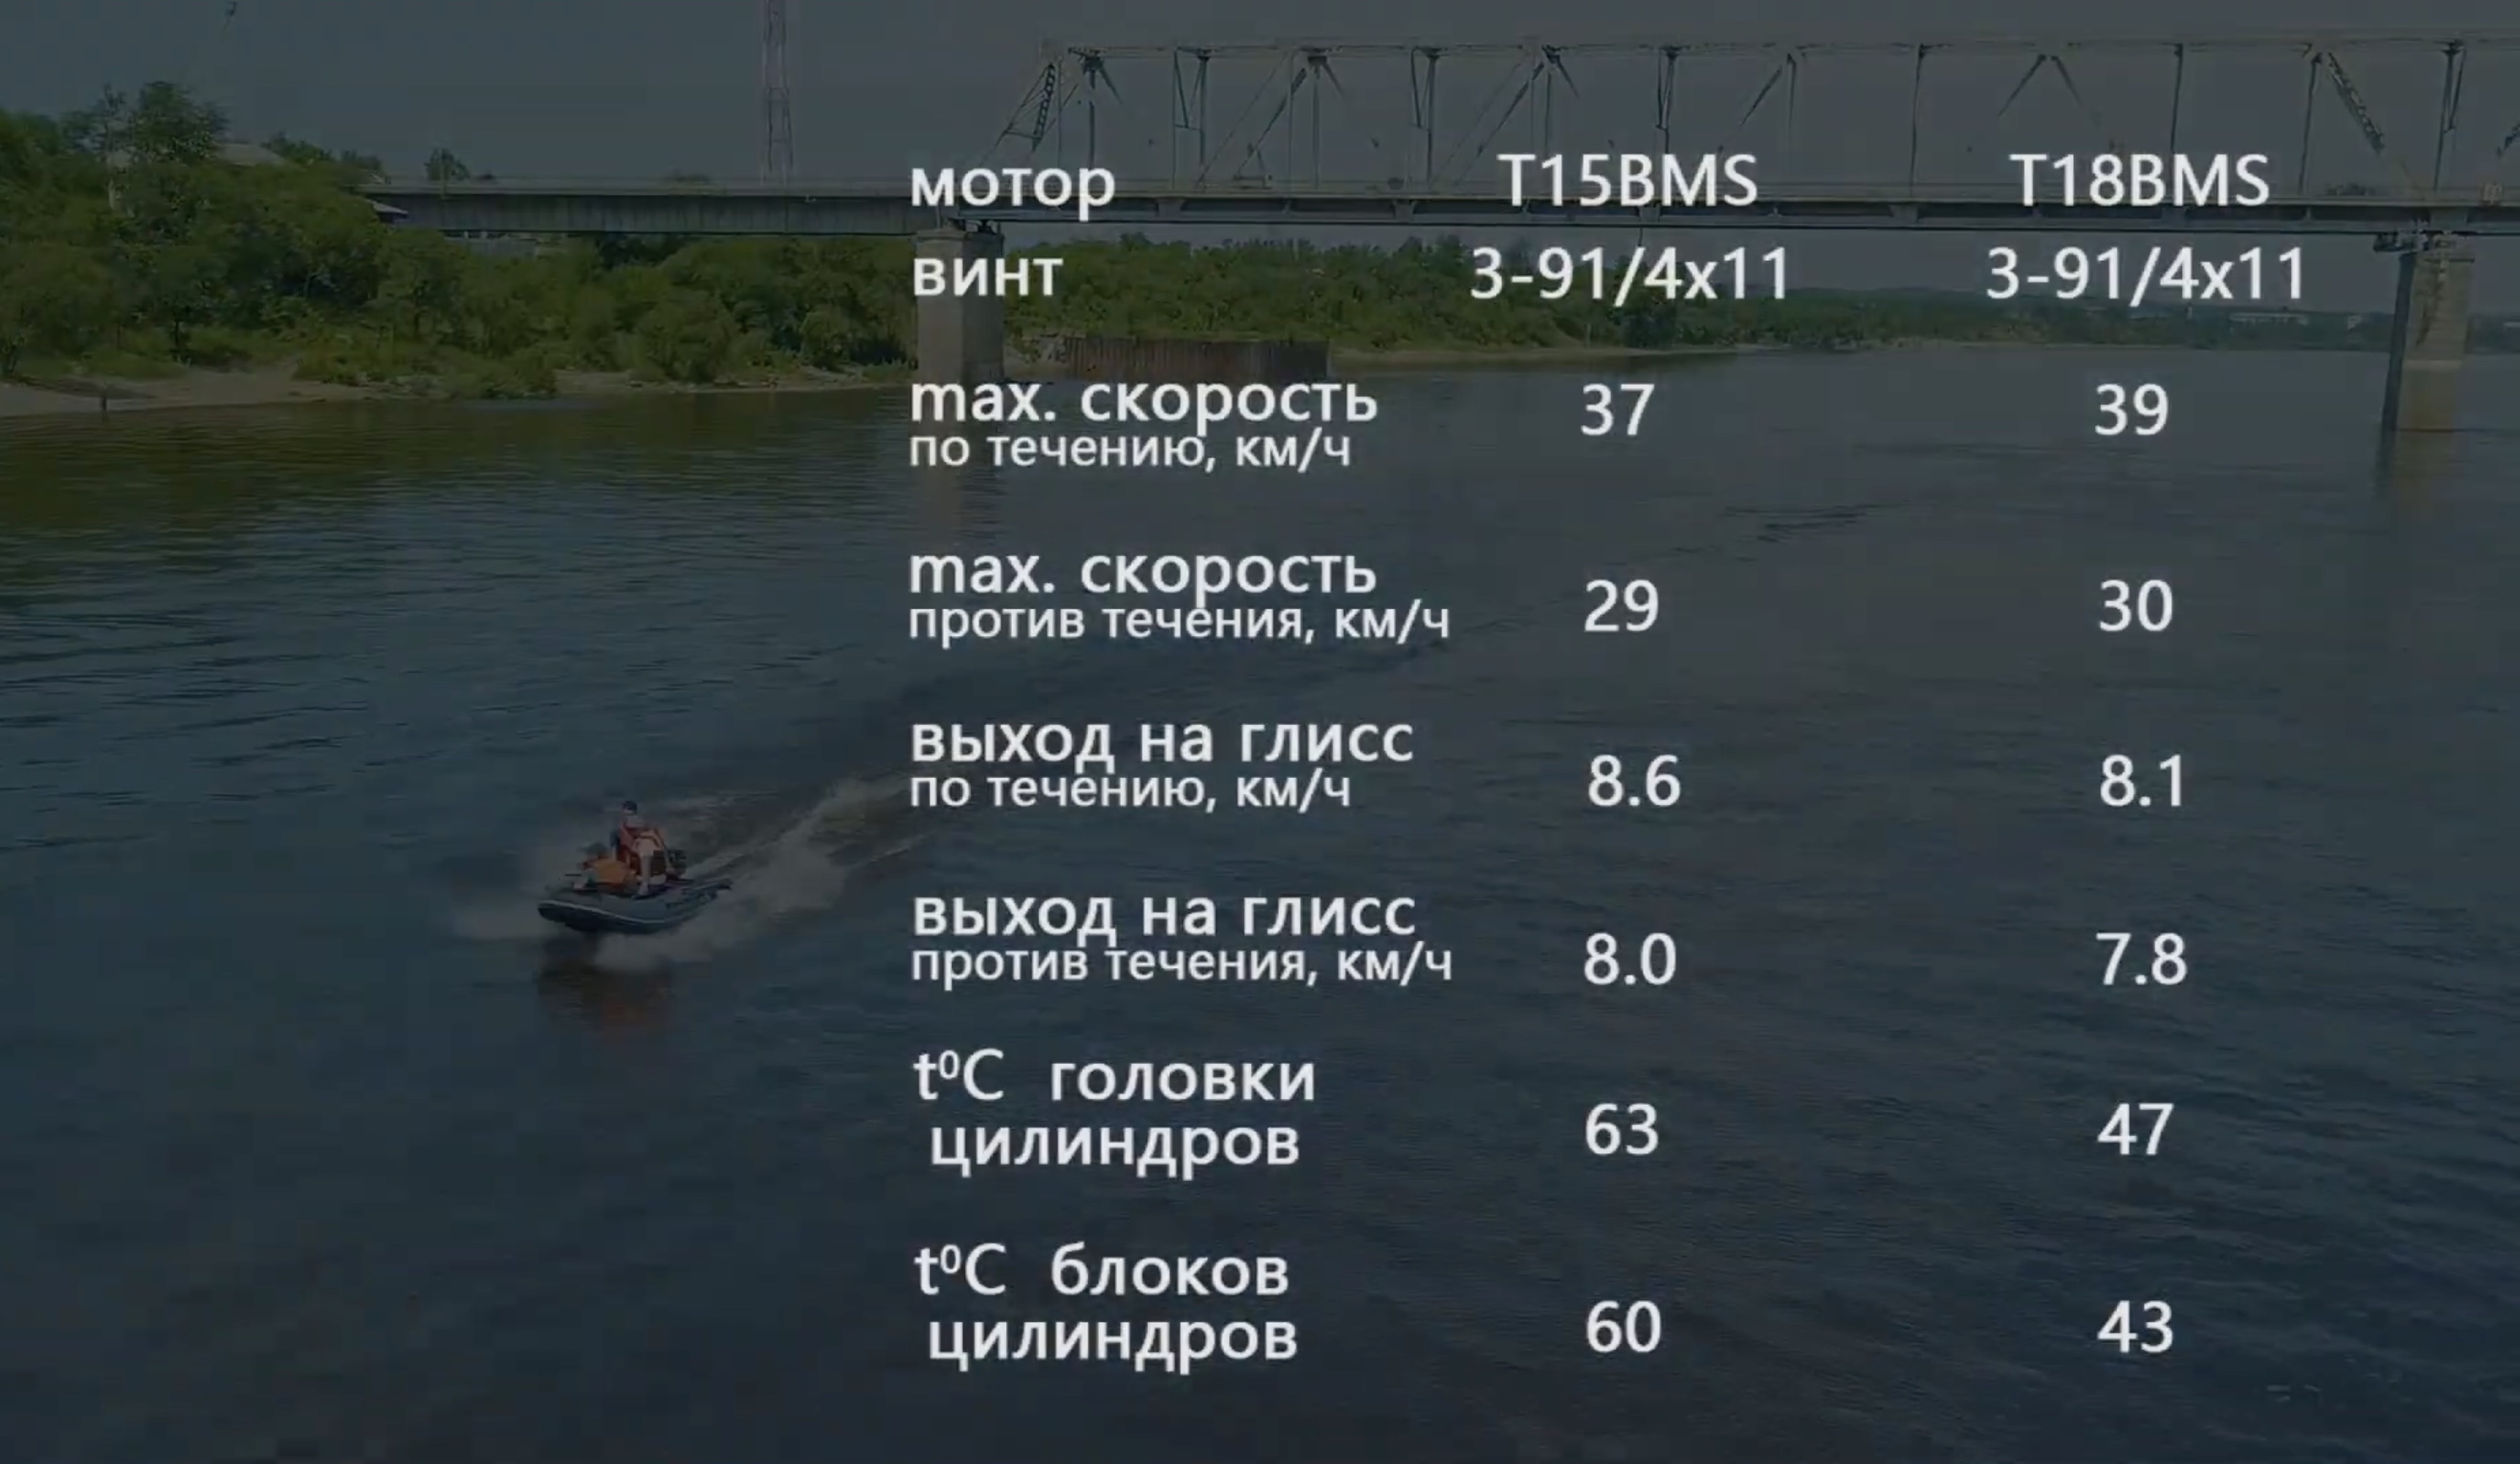 мотор T15BMS T18BMS
винт 3-91/4x11 3-91/4x11
max. скорость 37 39
по течению, км/ч
max. скорость 29 30
против течения, км/ч
выход на глисс 8.6 8.1
по течению, км/ч
выход на глисс 8.0 7.8
против течения, км/ч
t⁰C головки
цилиндров 63 47
t⁰C блоков
цилиндров 60 43